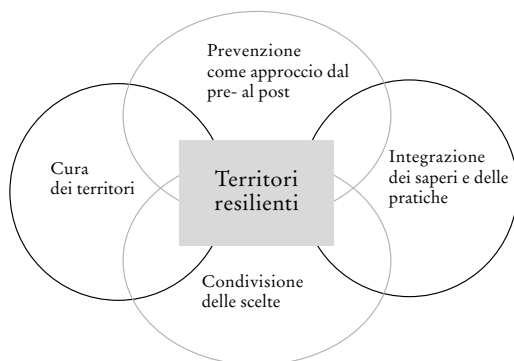 Prevenzione
come approccio dal
pre- al post
Cura
dei territori
Territori
resilienti
Integrazione
dei saperi e delle
pratiche
Condivisione
delle scelte